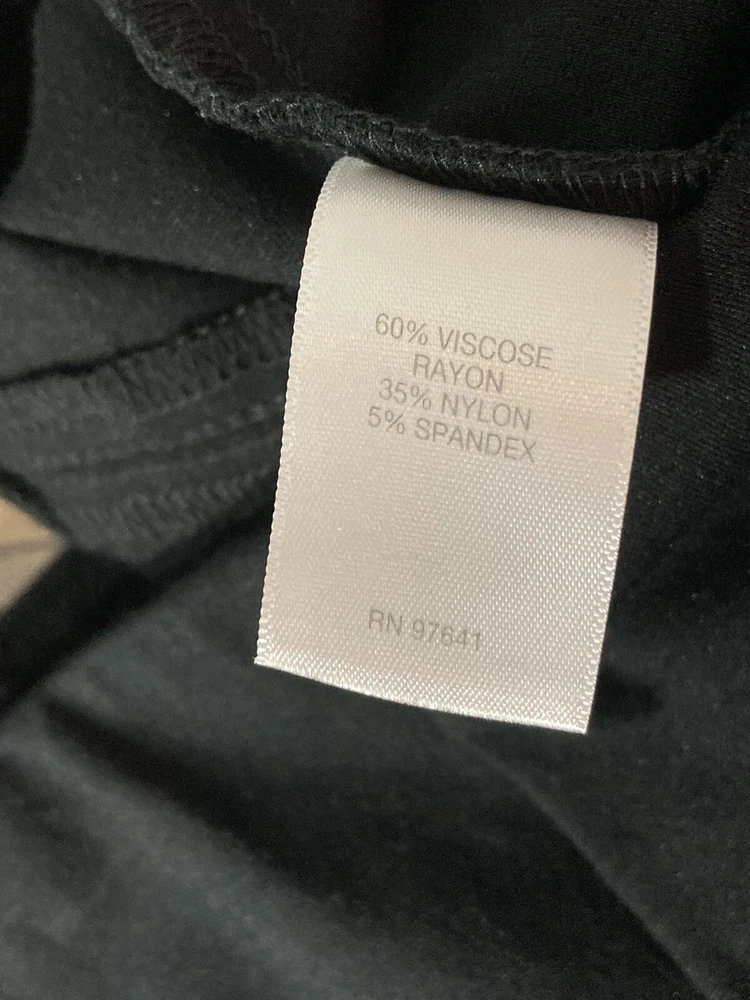 60% VISCOSE
RAYON
35% NYLON
5% SPANDEX
RN 97641